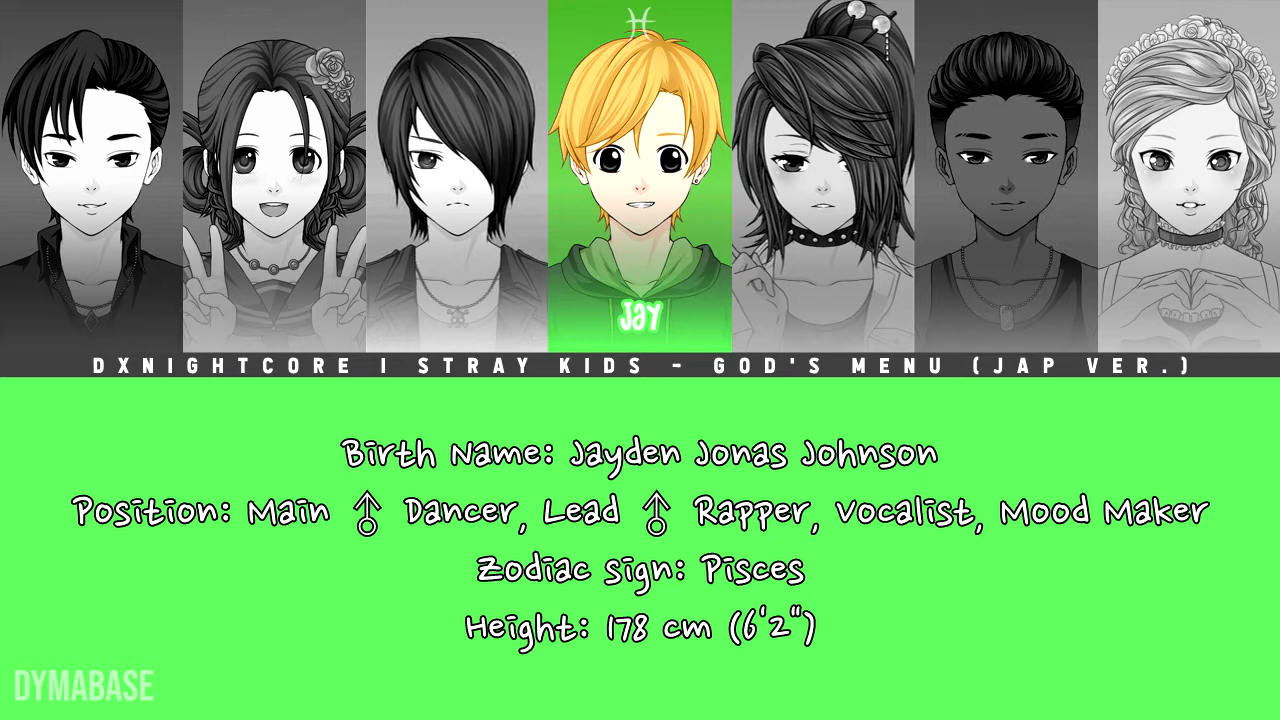 ♓
JAY
DXNIGHTCORE | STRAY KIDS - GOD'S MENU (JAP VER.)
Birth Name: Jayden Jonas Johnson
Position: Main ⚨ Dancer, Lead ⚨ Rapper, Vocalist, Mood Maker
Zodiac sign: Pisces
Height: 178 cm (6'2")
DYMABASE